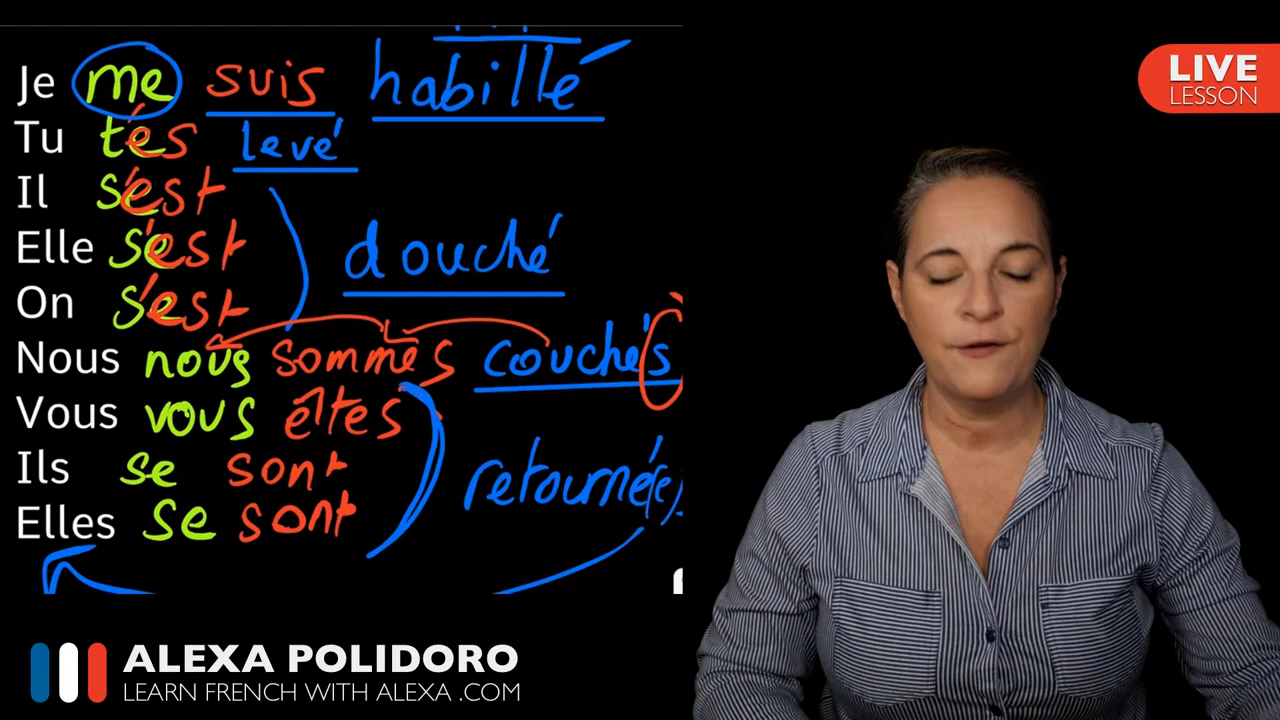 Je me suis habillé
Tu t'es levé
Il s'est
Elle s'est douché
On s'est
Nous nous sommes couchés
Vous vous êtes
Ils se sont retourné(e)
Elles se sont
ALEXA POLIDORO
LEARN FRENCH WITH ALEXA .COM
LIVE
LESSON